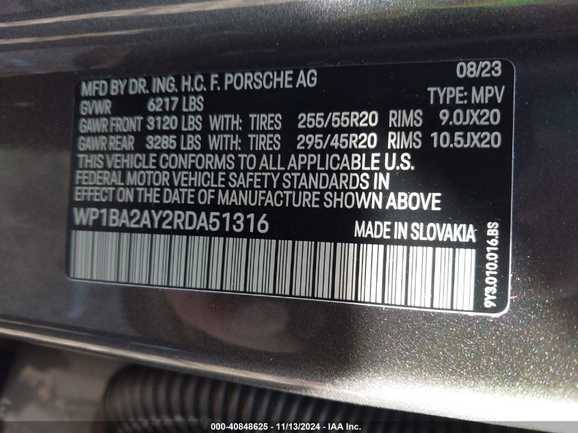 MFD BY DR. ING. H.C. F. PORSCHE AG 08/23
GVWR 6217 LBS TYPE: MPV
GAWR FRONT 3120 LBS WITH: TIRES 255/55R20 RIMS 9.0JX20
GAWR REAR 3285 LBS WITH: TIRES 295/45R20 RIMS 10.5JX20
THIS VEHICLE CONFORMS TO ALL APPLICABLE U.S.
FEDERAL MOTOR VEHICLE SAFETY STANDARDS IN
EFFECT ON THE DATE OF MANUFACTURE SHOWN ABOVE
WP1BA2AY2RDA51316 MADE IN SLOVAKIA
9Y3.010.016.BS
000-40848625 - 11/13/2024 - IAA Inc.